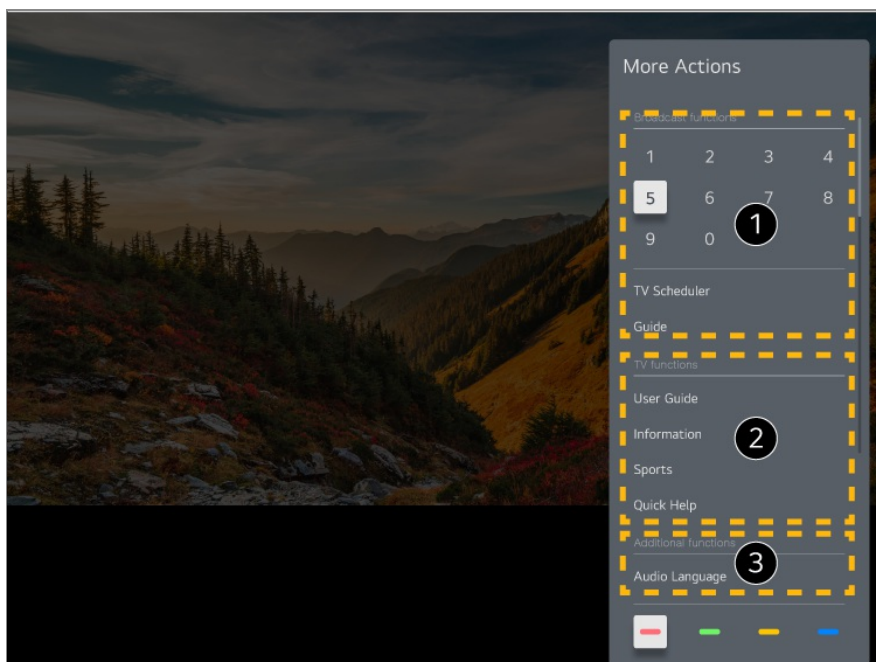 More Actions
Broadcast functions
1 2 3 4
5 6 7 8
9 0
1
TV Scheduler
Guide
TV functions
User Guide
Information
2
Sports
Quick Help
Additional functions
3
Audio Language